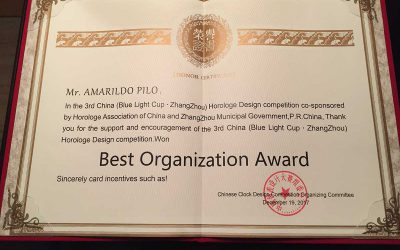 HONOR CERTIFICATE
Mr. AMARILDO PILO.
In the 3rd China (Blue Light Cup · ZhangZhou) Horologe Design competition co-sponsored
by Horologe Association of China and ZhangZhou Municipal Government,P.R.China, Thank
you for the support and encouragement of the 3rd China (Blue Light Cup · ZhangZhou)
Horologe Design competition Won
Best Organization Award
Sincerely card incentives such as!
Chinese Clock Design Competition Organizing Committee
December 19, 2017